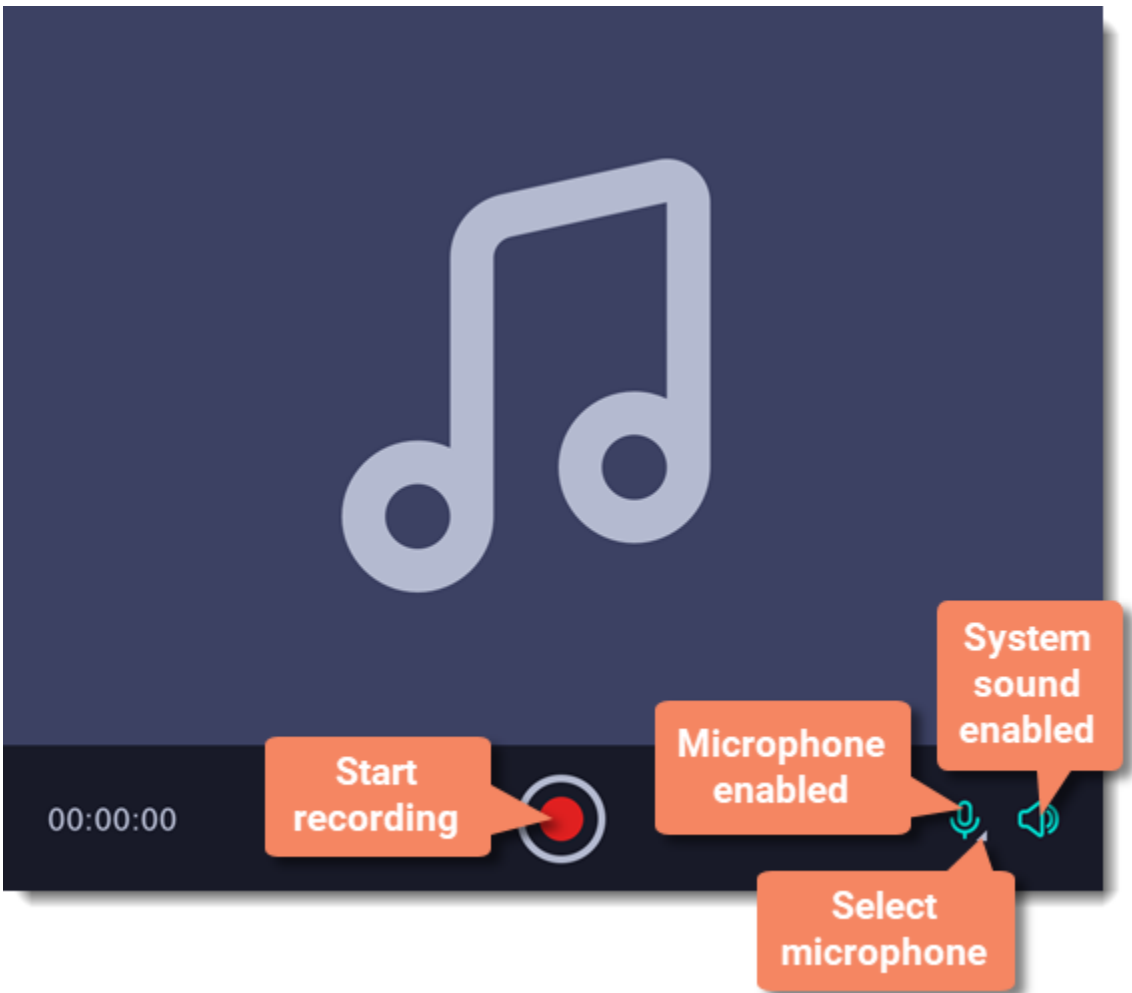 System
sound
enabled
Microphone
enabled
Start
recording
00:00:00
Select
microphone